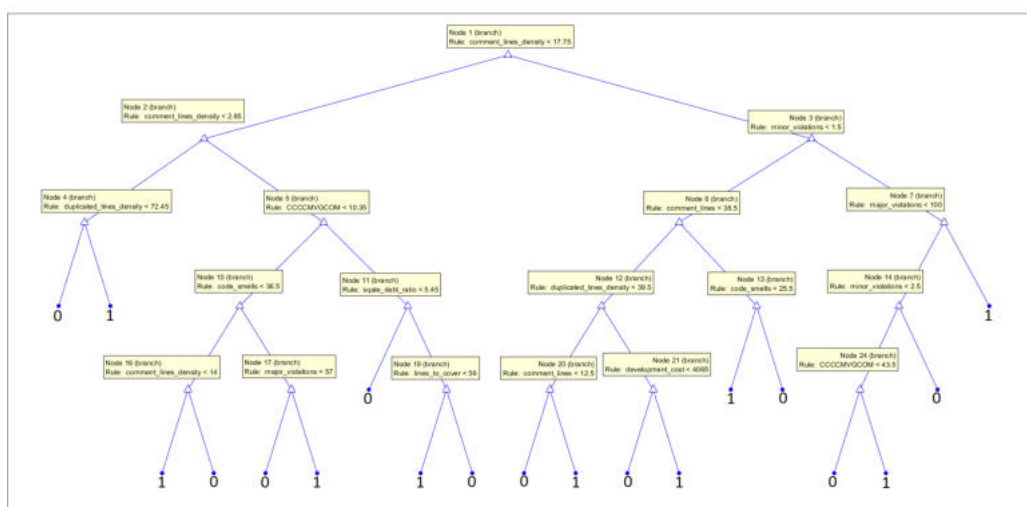 Node 1 (branch)
Rule: comment_lines_density < 17.75
Node 2 (branch)
Rule: comment_lines_density < 2.85
Node 3 (branch)
Rule: minor_violations < 1.5
Node 4 (branch)
Rule: duplicated_lines_density < 72.45
Node 5 (branch)
Rule: CCCCMVGCOM < 10.35
Node 6 (branch)
Rule: comment_lines < 38.5
Node 7 (branch)
Rule: major_violations < 100
Node 10 (branch)
Rule: code_smells < 36.5
Node 11 (branch)
Rule: sqale_debt_ratio < 5.45
Node 12 (branch)
Rule: duplicated_lines_density < 39.5
Node 13 (branch)
Rule: code_smells < 25.5
Node 14 (branch)
Rule: minor_violations < 2.5
0 1 1
Node 16 (branch)
Rule: comment_lines_density < 14
Node 17 (branch)
Rule: major_violations < 57
Node 19 (branch)
Rule: lines_to_cover < 56
Node 20 (branch)
Rule: comment_lines < 12.5
Node 21 (branch)
Rule: development_cost < 4065
Node 24 (branch)
Rule: CCCCMVGCOM < 43.5
0 1 0 0
1 0 0 1 1 0 0 1 0 1 0 1